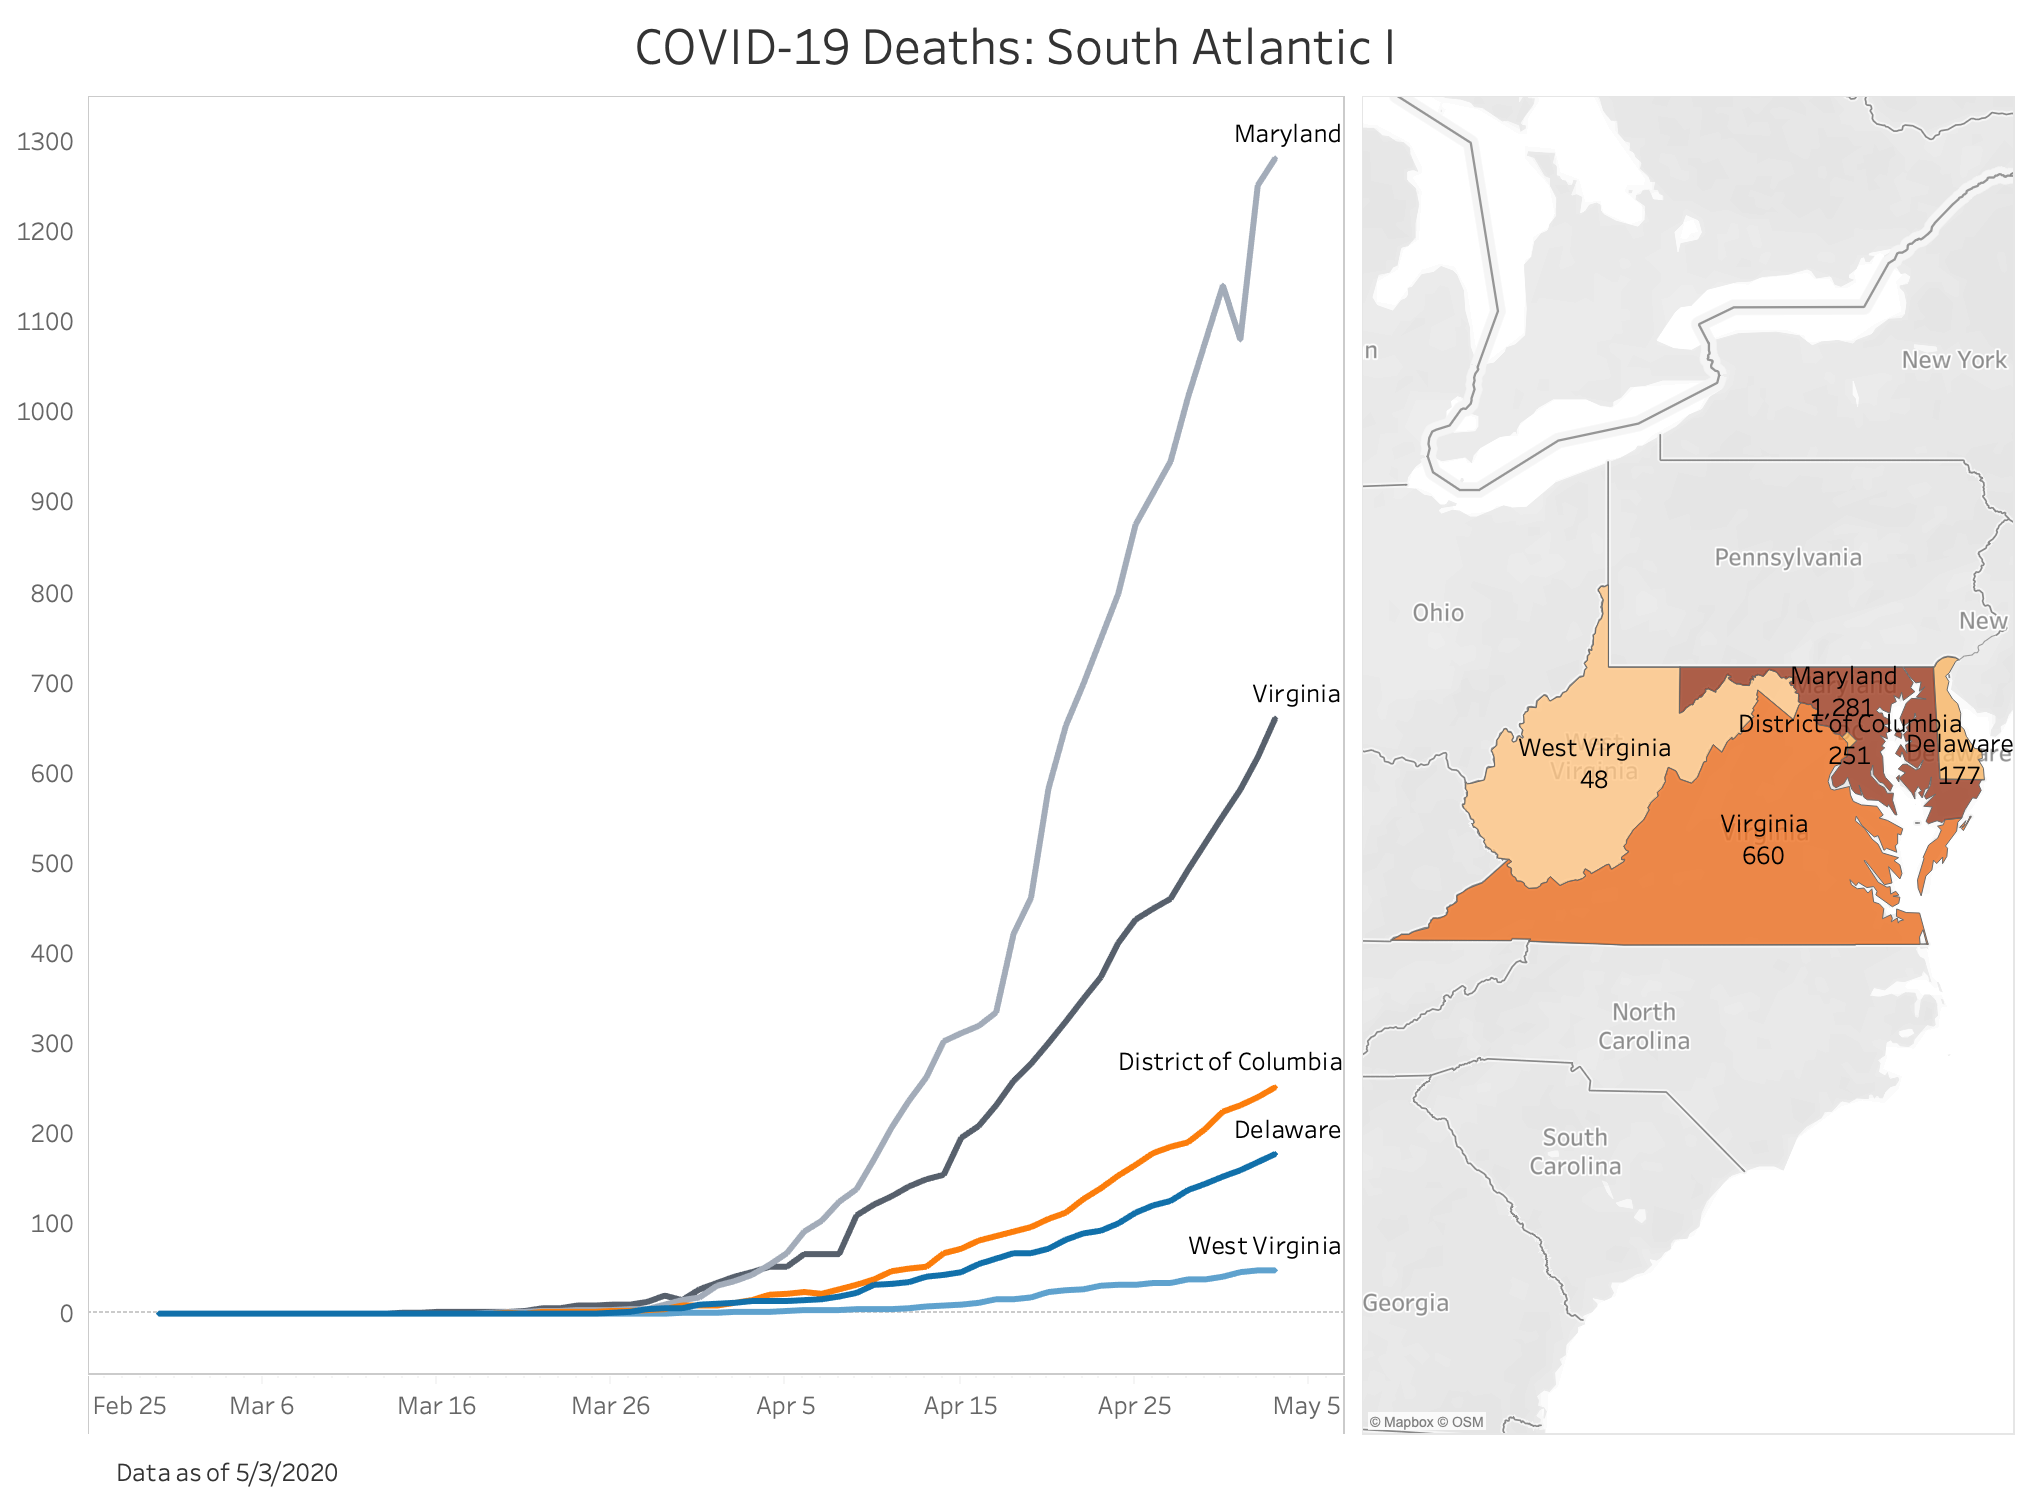 COVID-19 Deaths: South Atlantic I
1300
1200
1100
1000
900
800
700
600
500
400
300
200
100
0
Maryland
Virginia
District of Columbia
Delaware
West Virginia
Feb 25
Mar 6
Mar 16
Mar 26
Apr 5
Apr 15
Apr 25
May 5
Data as of 5/3/2020
n
New York
Pennsylvania
Ohio
New
Maryland
1,281
District of Columbia
251
Delaware
177
West Virginia
48
Virginia
660
North
Carolina
South
Carolina
Georgia
© Mapbox © OSM